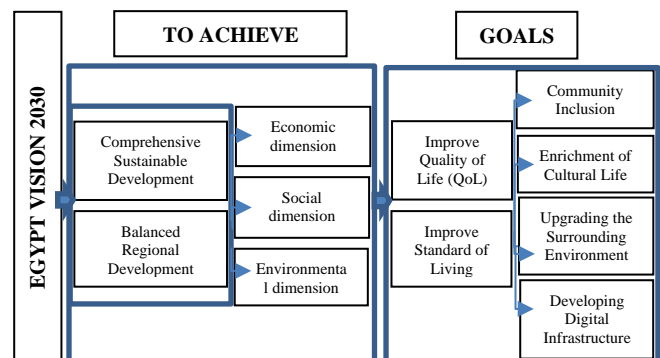 EGYPT VISION 2030
TO ACHIEVE
Comprehensive
Sustainable
Development
Balanced
Regional
Development
Economic
dimension
Social
dimension
Environmenta
l dimension
GOALS
Improve
Quality of
Life (QoL)
Improve
Standard of
Living
Community
Inclusion
Enrichment of
Cultural Life
Upgrading the
Surrounding
Environment
Developing
Digital
Infrastructure